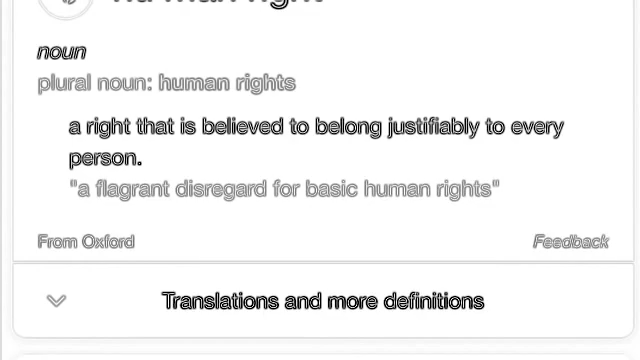 noun
plural noun: human rights
a right that is believed to belong justifiably to every
person.
"a flagrant disregard for basic human rights"
From Oxford
Feedback
Translations and more definitions